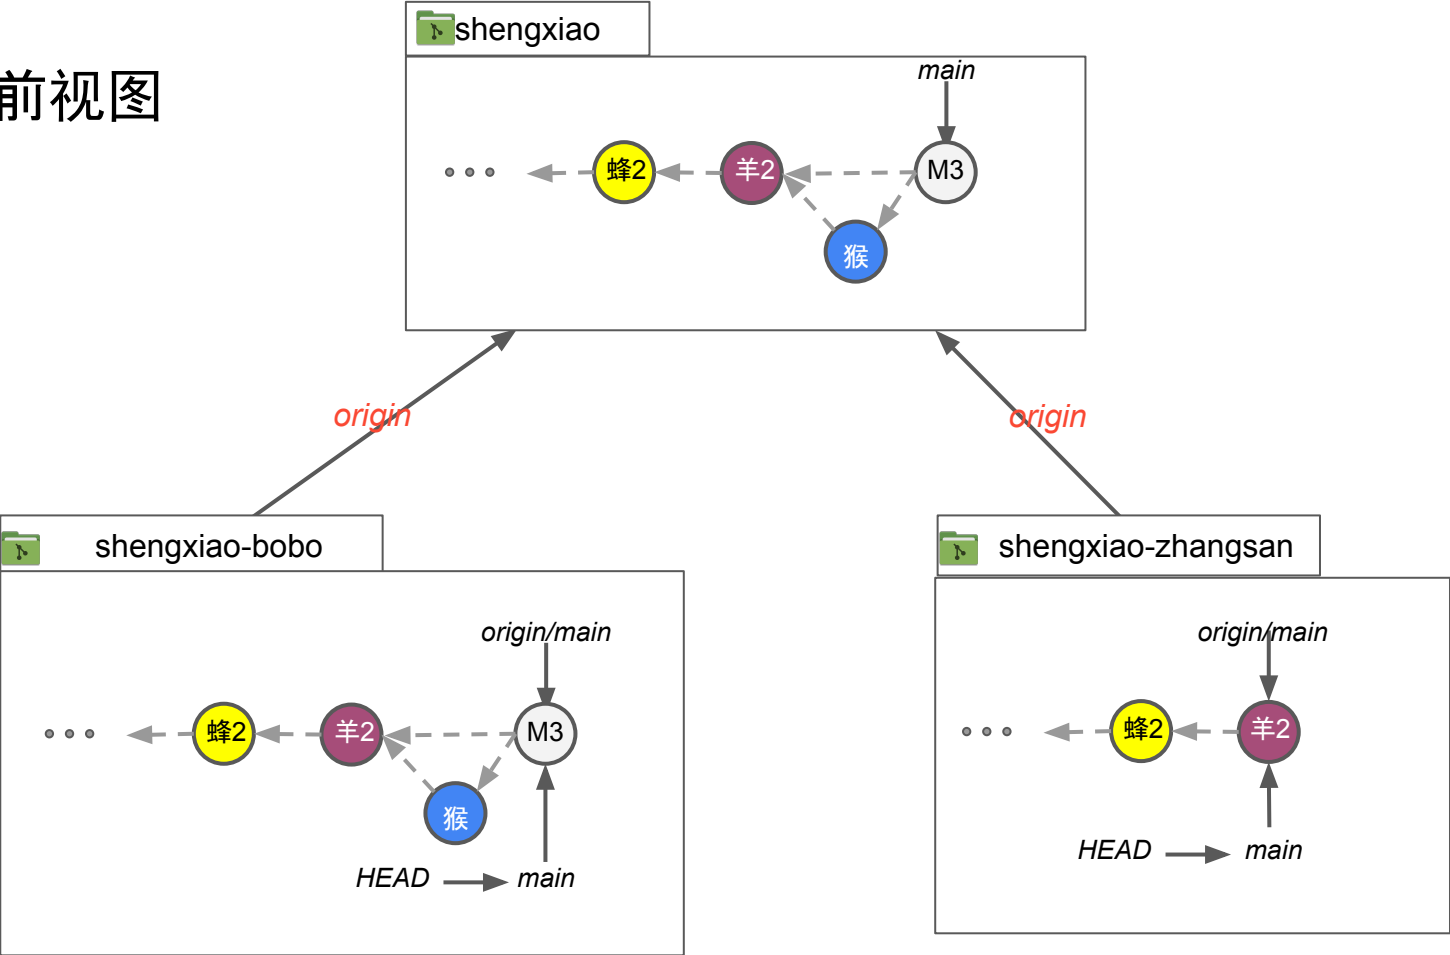 shengxiao
前视图
main
蜂2
羊2
M3
猴
origin
origin
shengxiao-bobo
origin/main
蜂2
羊2
M3
猴
HEAD
main
shengxiao-zhangsan
origin/main
蜂2
羊2
HEAD
main